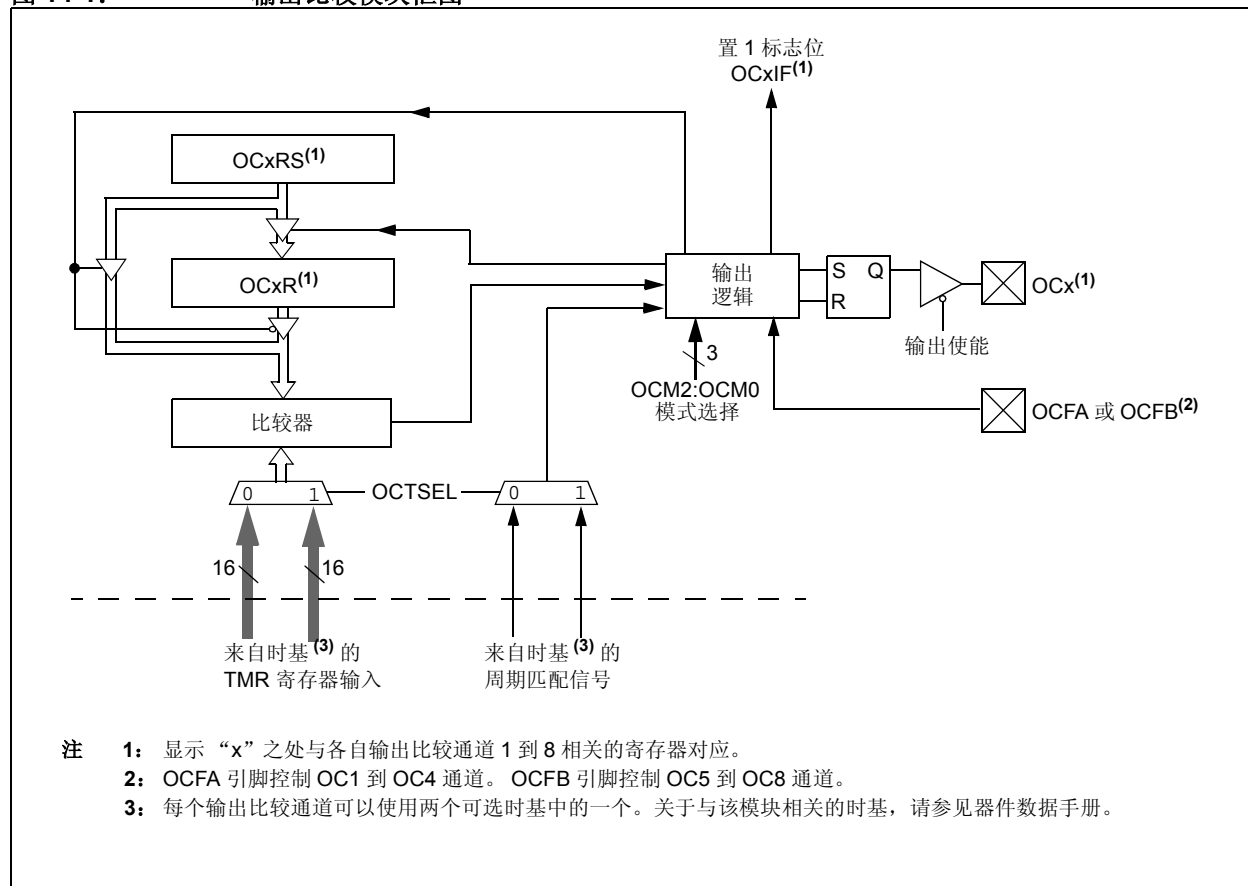 置 1 标志位
OCxIF(1)
OCxRS(1)
OCxR(1)
输出
逻辑
S Q
R
OCx(1)
输出使能
3
OCM2:OCM0
模式选择
OCFA 或 OCFB(2)
比较器
0 1
OCTSEL
0 1
16 16
来自时基(3) 的
TMR 寄存器输入
来自时基(3) 的
周期匹配信号
注 1： 显示 “x”之处与各自输出比较通道 1 到 8 相关的寄存器对应。
2： OCFA 引脚控制 OC1 到 OC4 通道。 OCFB 引脚控制 OC5 到 OC8 通道。
3： 每个输出比较通道可以使用两个可选时基中的一个。关于与该模块相关的时基，请参见器件数据手册。